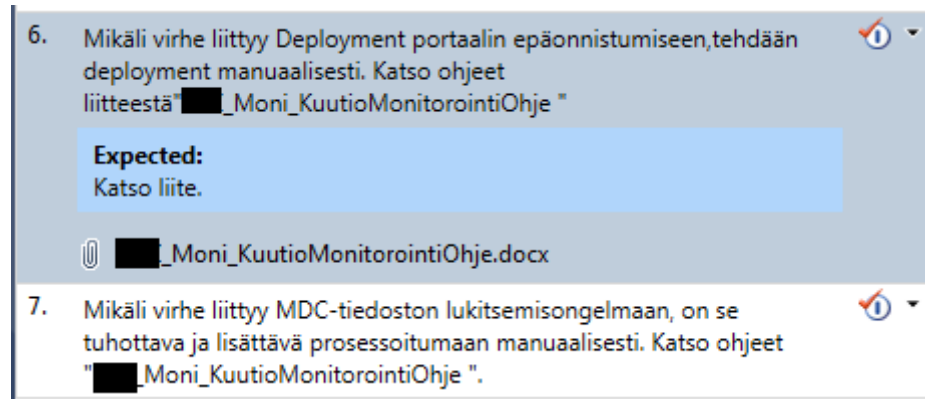 6. Mikäli virhe liittyy Deployment portaalin epäonnistumiseen,tehdään
deployment manuaalisesti. Katso ohjeet
liitteestä" _Moni_KuutioMonitorointiOhje "
Expected:
Katso liite.
_Moni_KuutioMonitorointiOhje.docx
7. Mikäli virhe liittyy MDC-tiedoston lukitsemisongelmaan, on se
tuhottava ja lisättävä prosessoitumaan manuaalisesti. Katso ohjeet
" _Moni_KuutioMonitorointiOhje ".